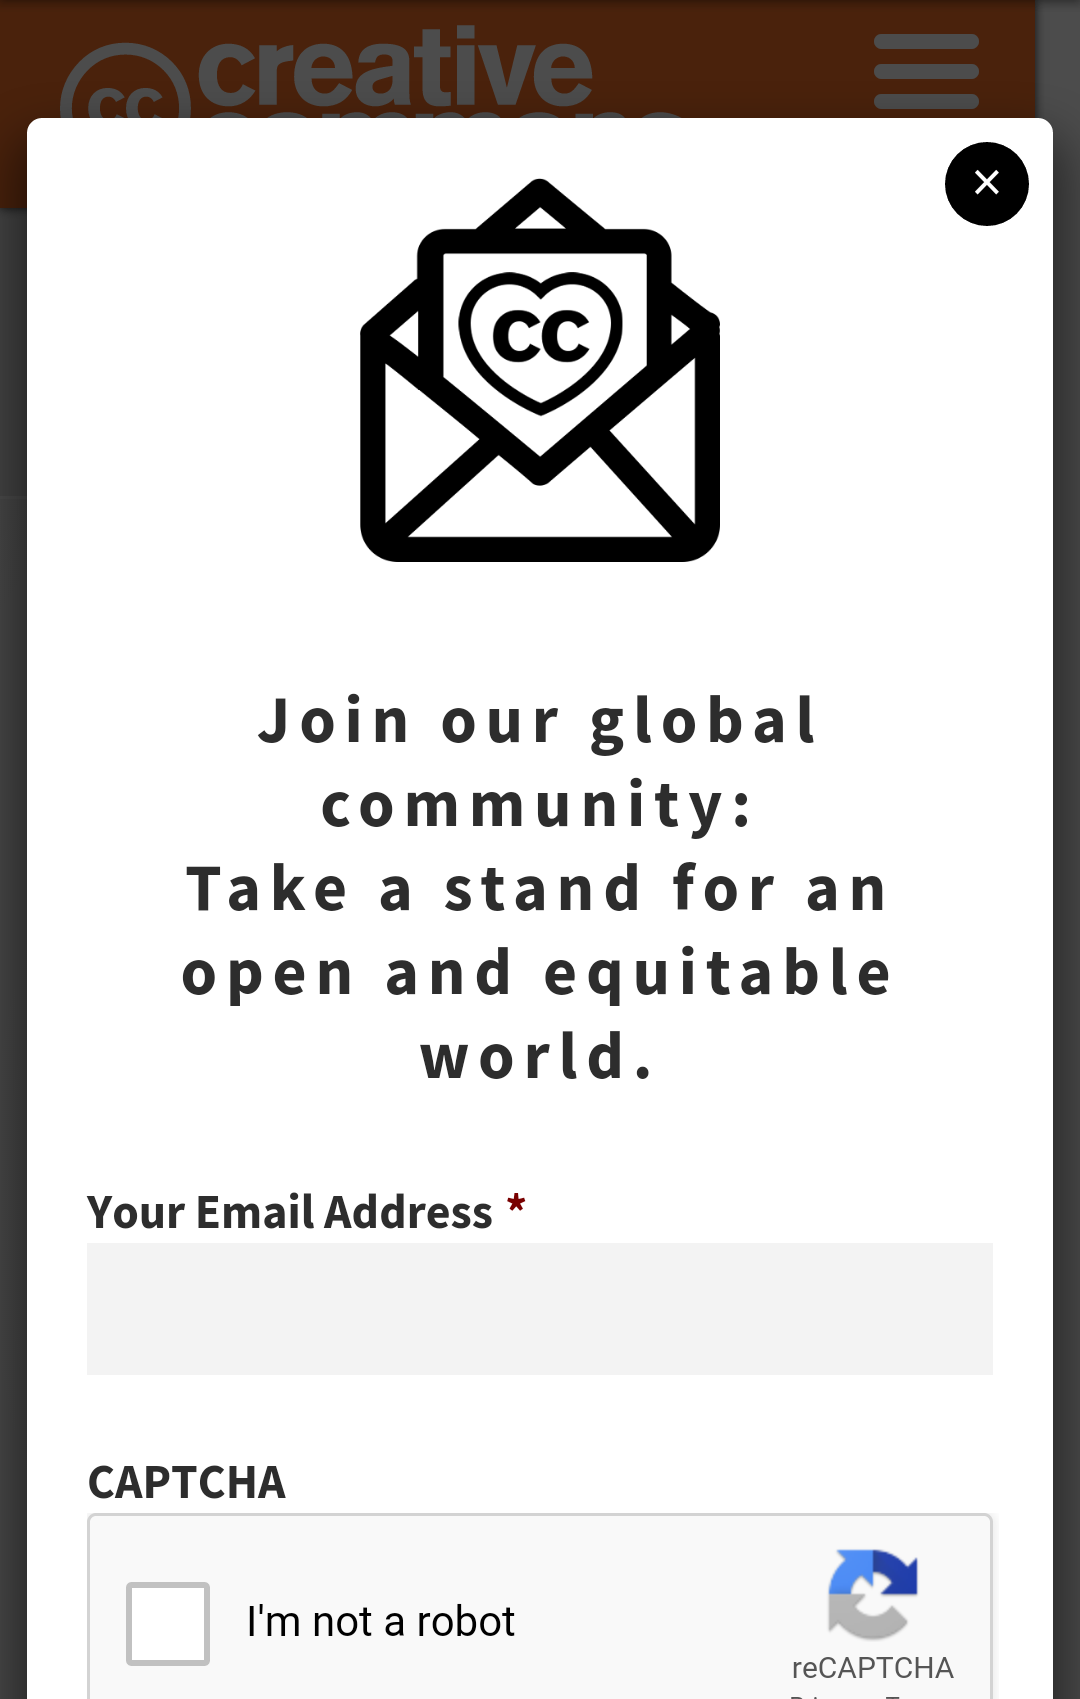 creative
CC
CC
Join our global
community:
Take a stand for an
open and equitable
world.
Your Email Address *
CAPTCHA
I'm not a robot
reCAPTCHA